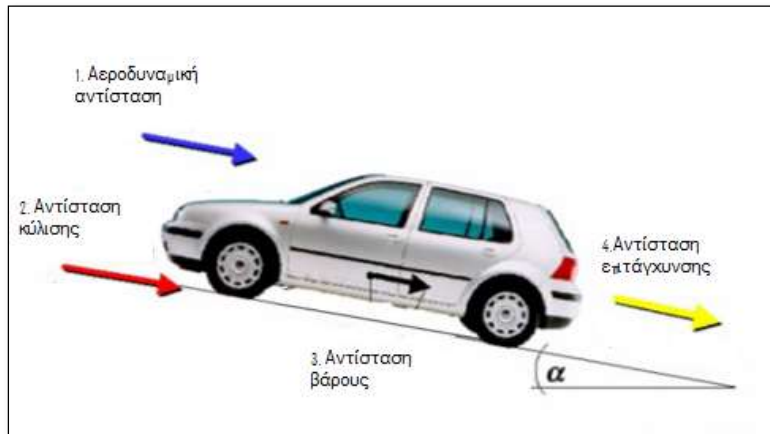 1. Αεροδυναμική
αντίσταση
2. Αντίσταση
κύλισης
4.Αντίσταση
επιτάγχυνσης
3. Αντίσταση
βάρους
α